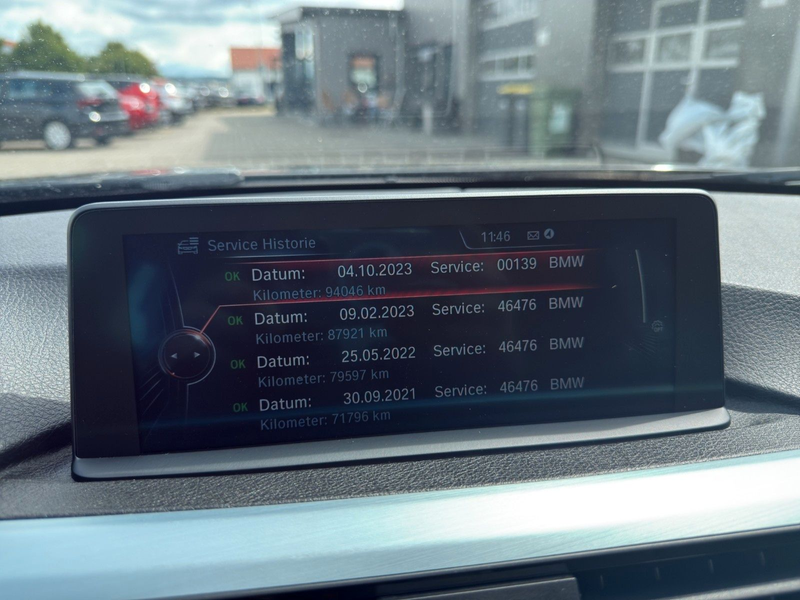 Service Historie 11:46
OK Datum: 04.10.2023 Service: 00139 BMW
Kilometer: 94046 km
OK Datum: 09.02.2023 Service: 46476 BMW
Kilometer: 87921 km
OK Datum: 25.05.2022 Service: 46476 BMW
Kilometer: 79597 km
OK Datum: 30.09.2021 Service: 46476 BMW
Kilometer: 71796 km